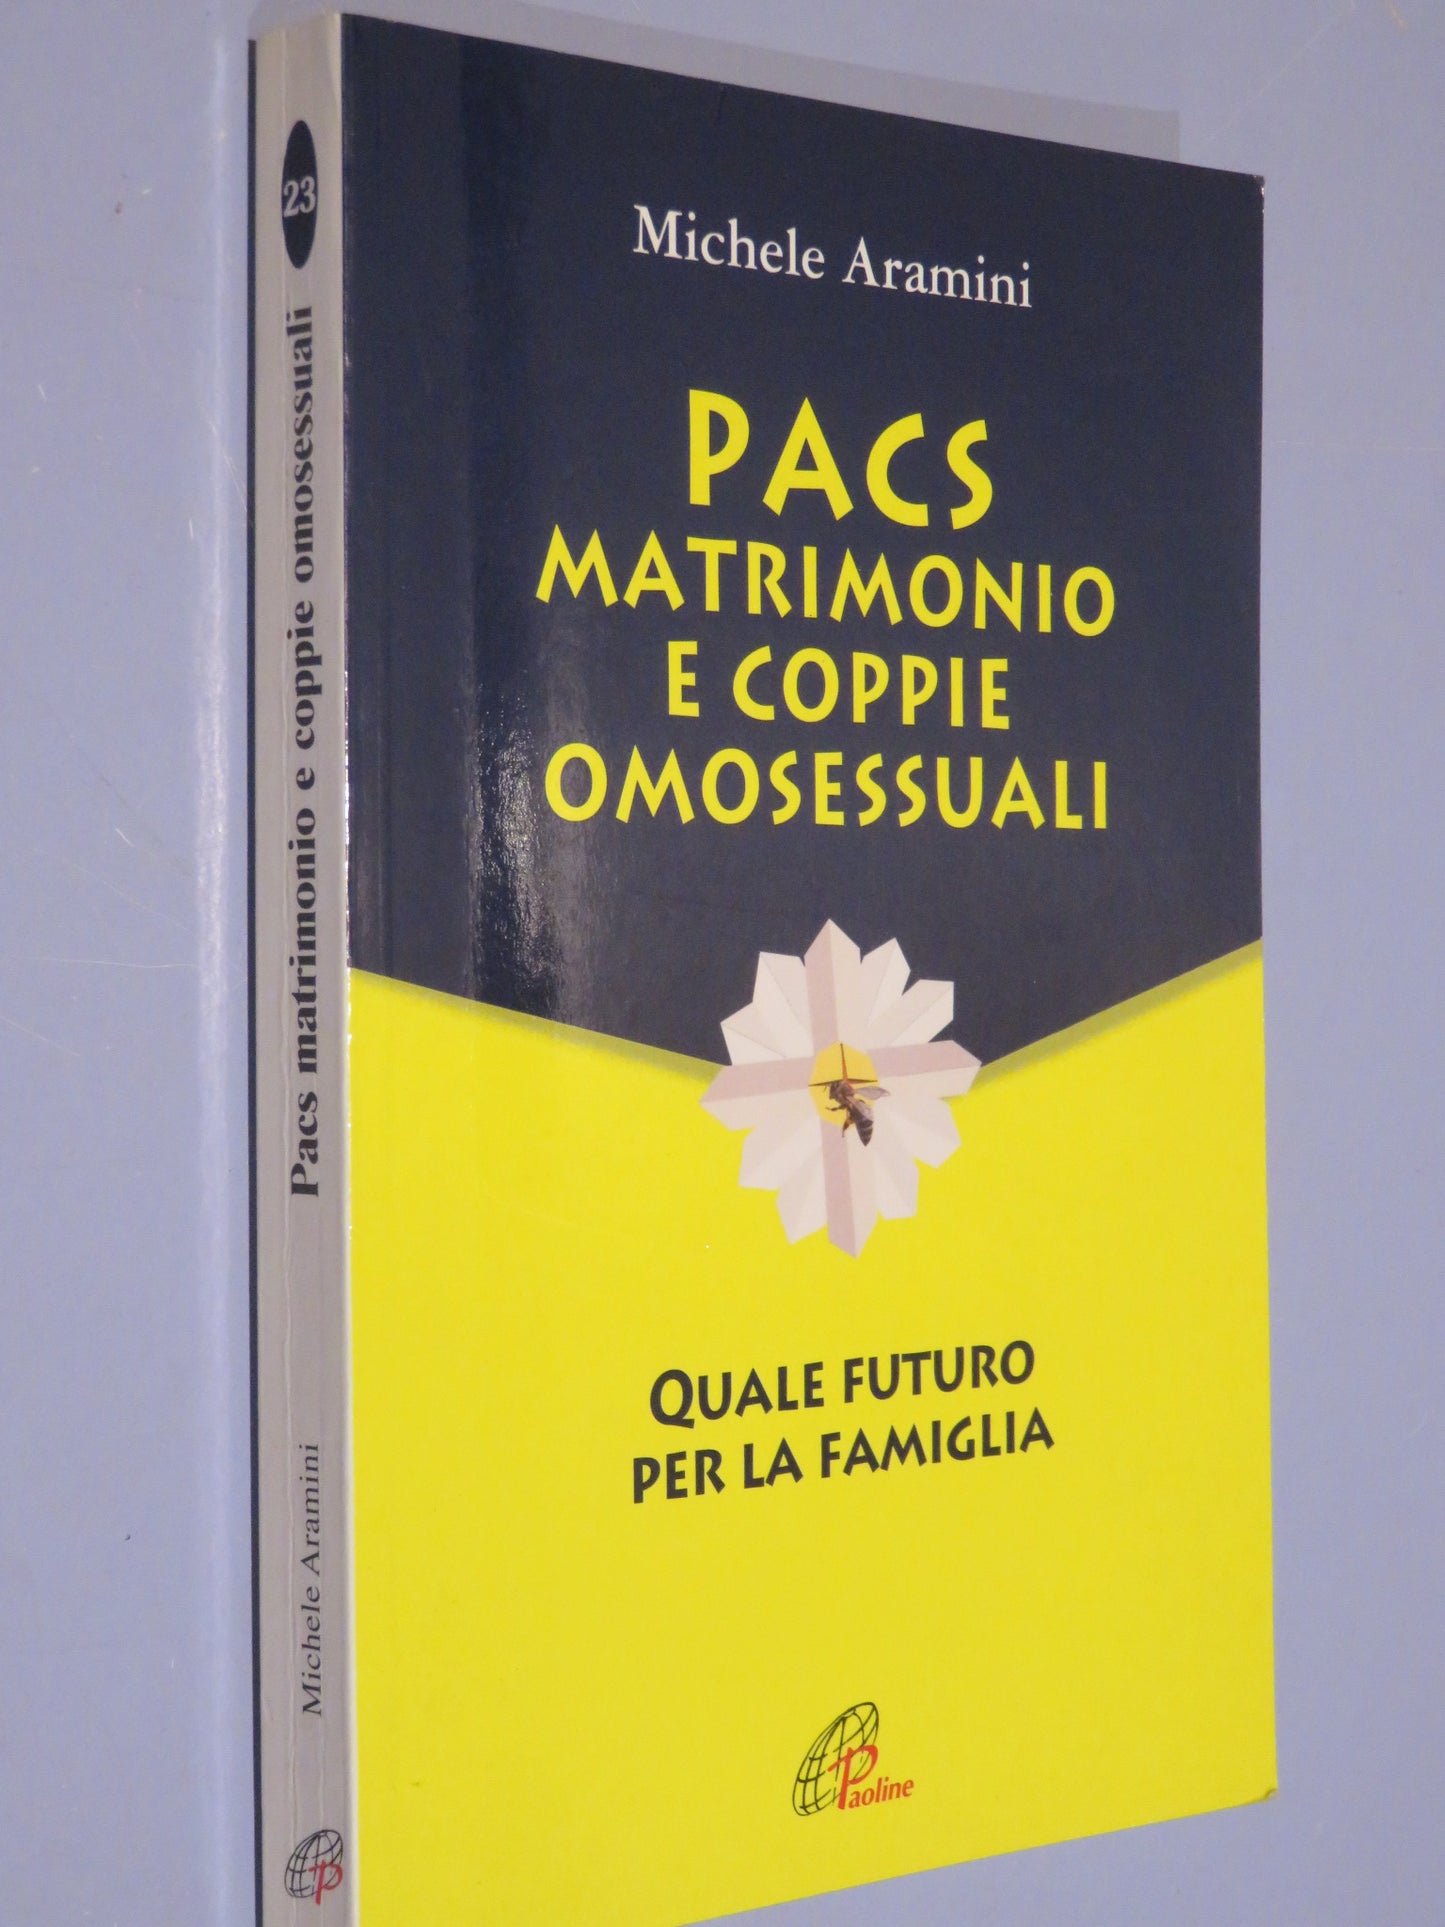 23
Pacs matrimonio e coppie omosessuali
Michele Aramini
P
Michele Aramini
PACS
MATRIMONIO
E COPPIE
OMOSESSUALI
QUALE FUTURO
PER LA FAMIGLIA
Paoline